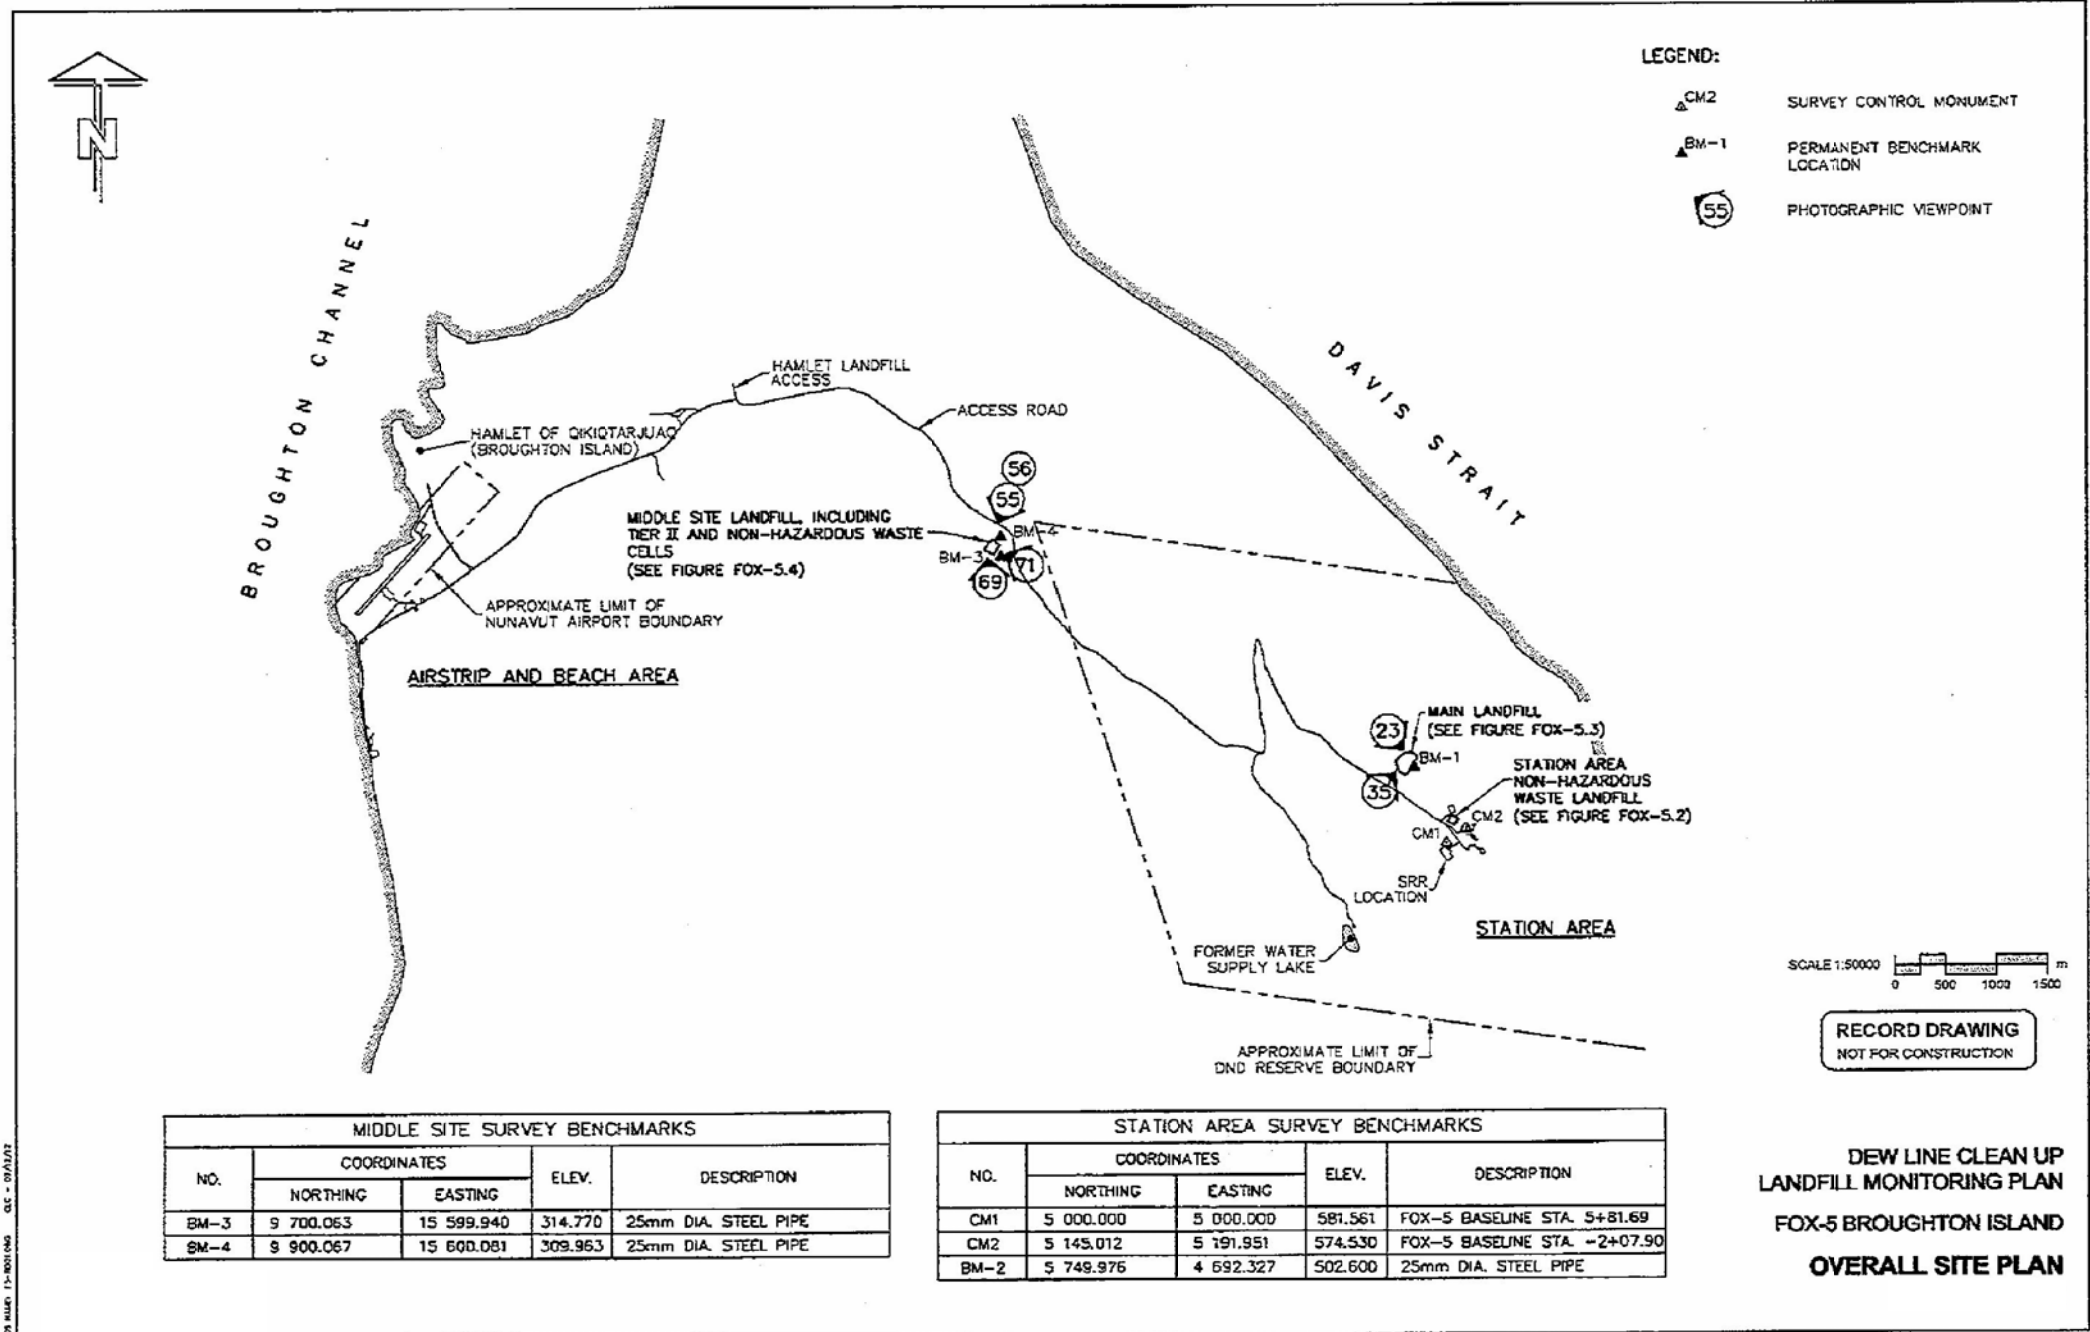 N
LEGEND:
CM2 SURVEY CONTROL MONUMENT
BM-1 PERMANENT BENCHMARK
LOCATION
55 PHOTOGRAPHIC VIEWPOINT
BROUGHTON CHANNEL
DAVIS STRAIT
HAMLET LANDFILL
ACCESS
ACCESS ROAD
HAMLET OF QIKIQTARJUAQ
(BROUGHTON ISLAND)
56
55
MIDDLE SITE LANDFILL, INCLUDING
TIER II AND NON-HAZARDOUS WASTE
CELLS
(SEE FIGURE FOX-5.4)
BM-4
BM-3
71
69
APPROXIMATE LIMIT OF
NUNAVUT AIRPORT BOUNDARY
AIRSTRIP AND BEACH AREA
23
MAIN LANDFILL
(SEE FIGURE FOX-5.3)
BM-1
35
STATION AREA
NON-HAZARDOUS
WASTE LANDFILL
(SEE FIGURE FOX-5.2)
CM2
CM1
SRR
LOCATION
STATION AREA
FORMER WATER
SUPPLY LAKE
APPROXIMATE LIMIT OF
DND RESERVE BOUNDARY
SCALE 1:50000
0 500 1000 1500 m
RECORD DRAWING
NOT FOR CONSTRUCTION
MIDDLE SITE SURVEY BENCHMARKS
NO. COORDINATES ELEV. DESCRIPTION
NORTHING EASTING
BM-3 9 700.063 15 599.940 314.770 25mm DIA. STEEL PIPE
BM-4 9 900.067 15 600.081 309.963 25mm DIA. STEEL PIPE
STATION AREA SURVEY BENCHMARKS
NO. COORDINATES ELEV. DESCRIPTION
NORTHING EASTING
CM1 5 000.000 5 000.000 581.561 FOX-5 BASELINE STA. 5+81.69
CM2 5 145.012 5 191.951 574.530 FOX-5 BASELINE STA. -2+07.90
BM-2 5 749.976 4 692.327 502.600 25mm DIA. STEEL PIPE
DEW LINE CLEAN UP
LANDFILL MONITORING PLAN
FOX-5 BROUGHTON ISLAND
OVERALL SITE PLAN